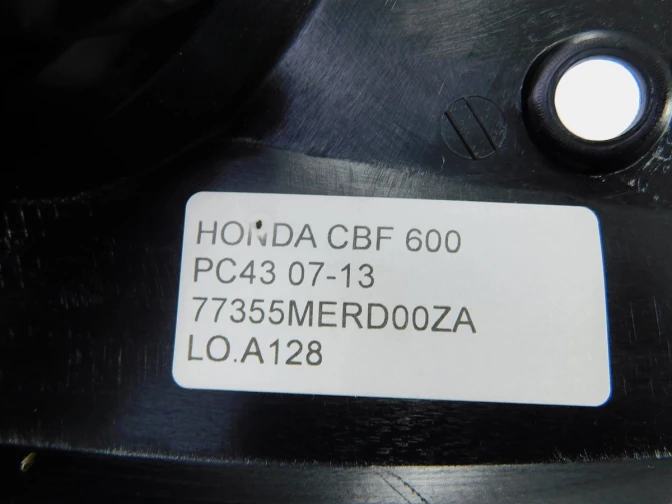 HONDA CBF 600
PC43 07-13
77355MERD00ZA
LO.A128